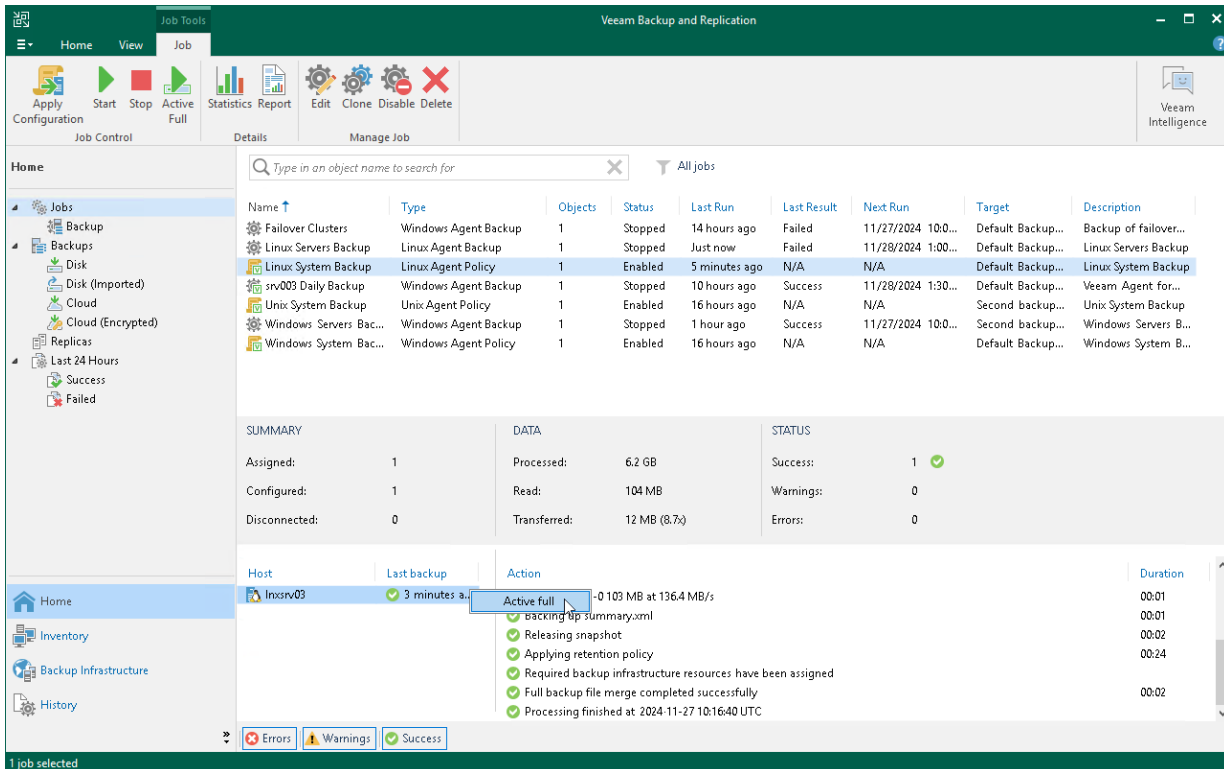 Job Tools
Veeam Backup and Replication
Home View Job
Apply Configuration
Start
Stop
Active Full
Statistics
Report
Edit
Clone
Disable
Delete
Veeam Intelligence
Job Control
Details
Manage Job
Home
Jobs
Backup
Backups
Disk
Disk (Imported)
Cloud
Cloud (Encrypted)
Replicas
Last 24 Hours
Success
Failed
Home
Inventory
Backup Infrastructure
History
Type in an object name to search for
All jobs
Name Type Objects Status Last Run Last Result Next Run Target Description
Failover Clusters Windows Agent Backup 1 Stopped 14 hours ago Failed 11/27/2024 10:0... Default Backup... Backup of failover...
Linux Servers Backup Linux Agent Backup 1 Stopped Just now Failed 11/28/2024 1:00... Default Backup... Linux Servers Backup
Linux System Backup Linux Agent Policy 1 Enabled 5 minutes ago N/A N/A Default Backup... Linux System Backup
srv003 Daily Backup Windows Agent Backup 1 Stopped 10 hours ago Success 11/28/2024 1:30... Default Backup... Veeam Agent for...
Unix System Backup Unix Agent Policy 1 Enabled 16 hours ago N/A N/A Second backup... Unix System Backup
Windows Servers Bac... Windows Agent Backup 1 Stopped 1 hour ago Success 11/27/2024 10:0... Second backup... Windows Servers B...
Windows System Bac... Windows Agent Policy 1 Enabled 16 hours ago N/A N/A Default Backup... Windows System B...
SUMMARY DATA STATUS
Assigned: 1 Processed: 6.2 GB Success: 1
Configured: 1 Read: 104 MB Warnings: 0
Disconnected: 0 Transferred: 12 MB (8.7x) Errors: 0
Host Last backup Action Duration
lnxsrv03 3 minutes a... -0 103 MB at 136.4 MB/s 00:01
Active full
Backing up summary.xml 00:01
Releasing snapshot 00:02
Applying retention policy 00:24
Required backup infrastructure resources have been assigned
Full backup file merge completed successfully 00:02
Processing finished at 2024-11-27 10:16:40 UTC
Errors Warnings Success
1 job selected